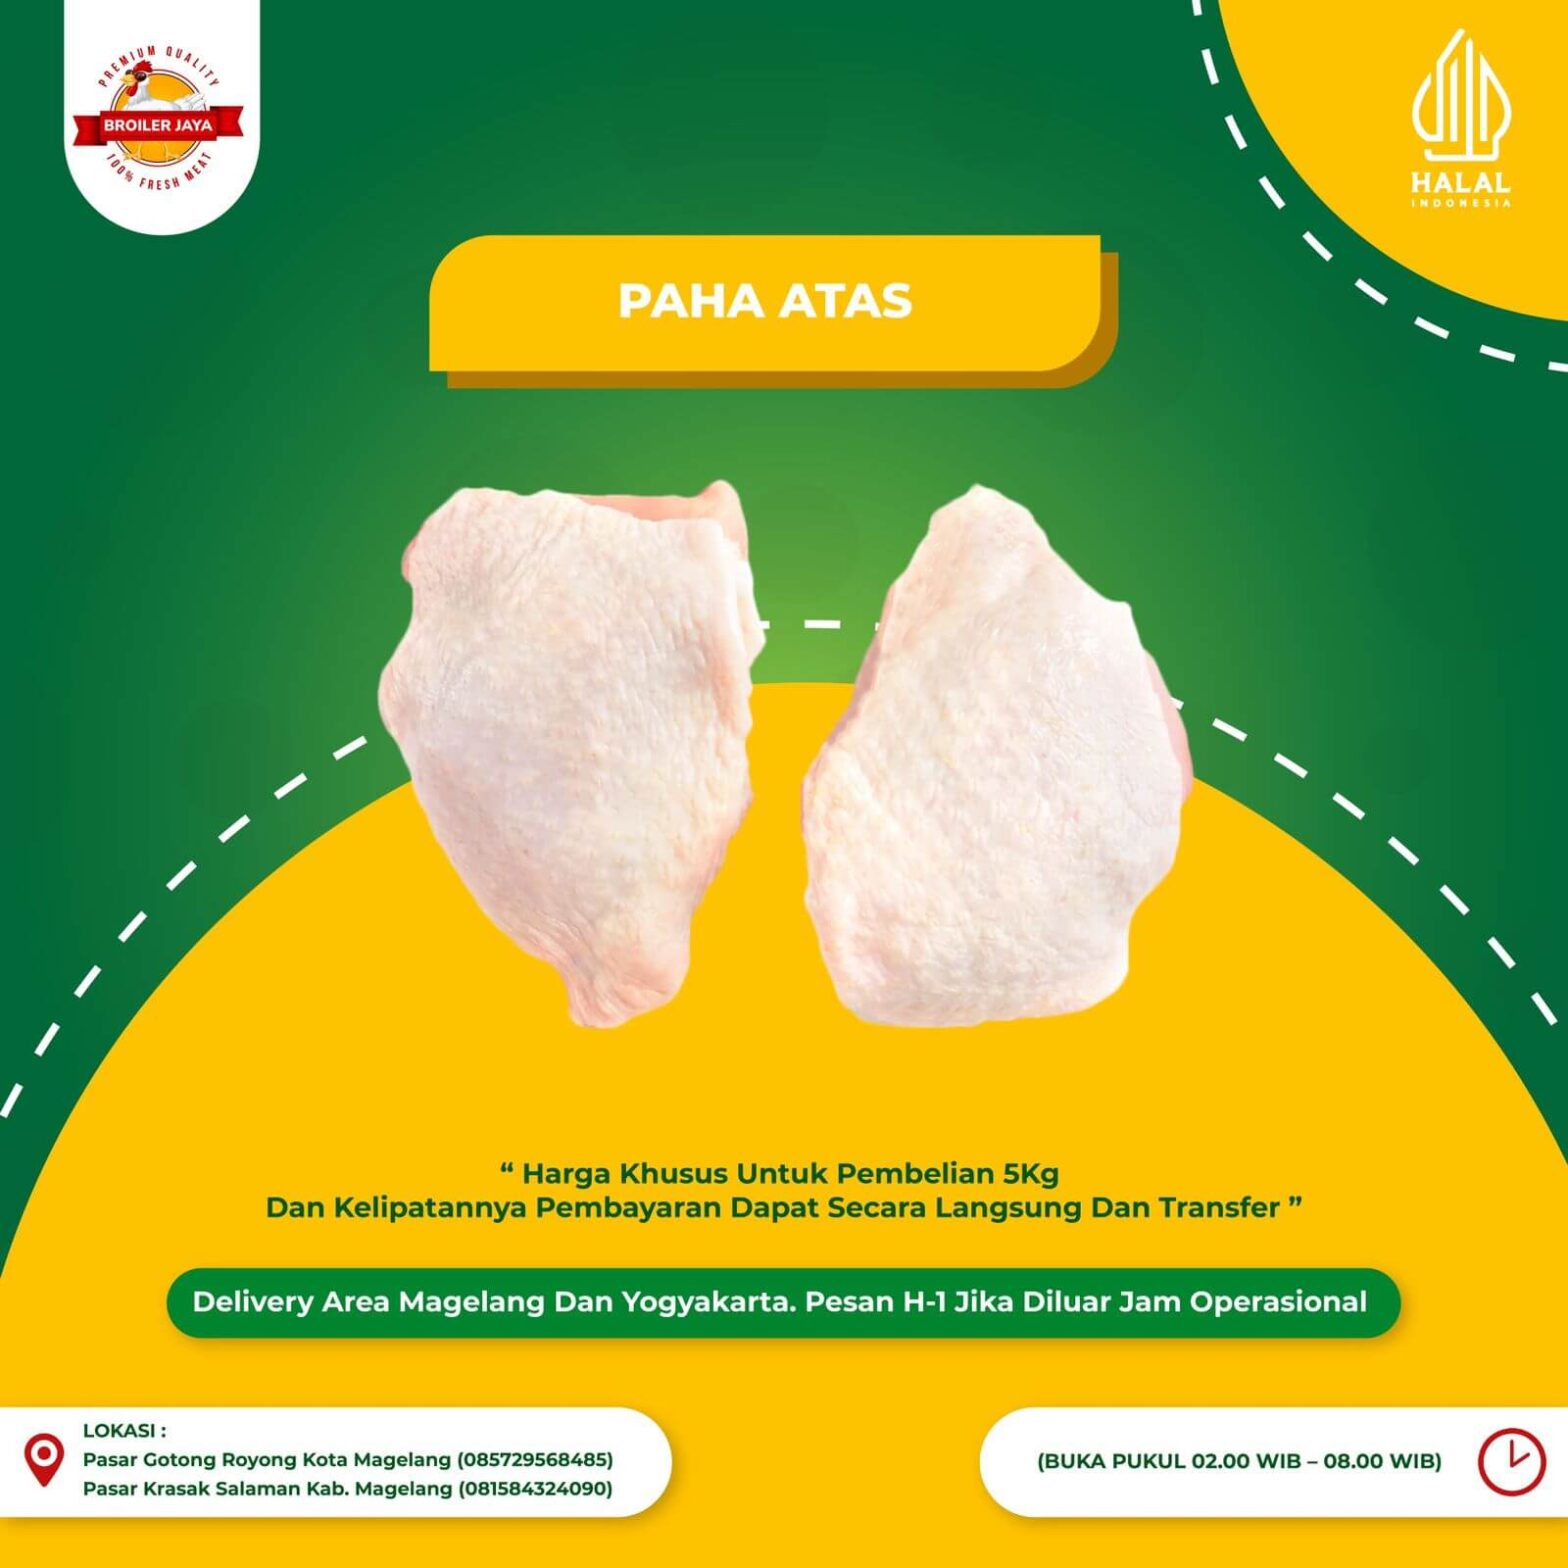 PREMIUM QUALITY
BROILER JAYA
100% FRESH MEAT
HALAL
INDONESIA
PAHA ATAS
“ Harga Khusus Untuk Pembelian 5Kg
Dan Kelipatannya Pembayaran Dapat Secara Langsung Dan Transfer ”
Delivery Area Magelang Dan Yogyakarta. Pesan H-1 Jika Diluar Jam Operasional
LOKASI :
Pasar Gotong Royong Kota Magelang (085729568485)
Pasar Krasak Salaman Kab. Magelang (081584324090)
(BUKA PUKUL 02.00 WIB – 08.00 WIB)